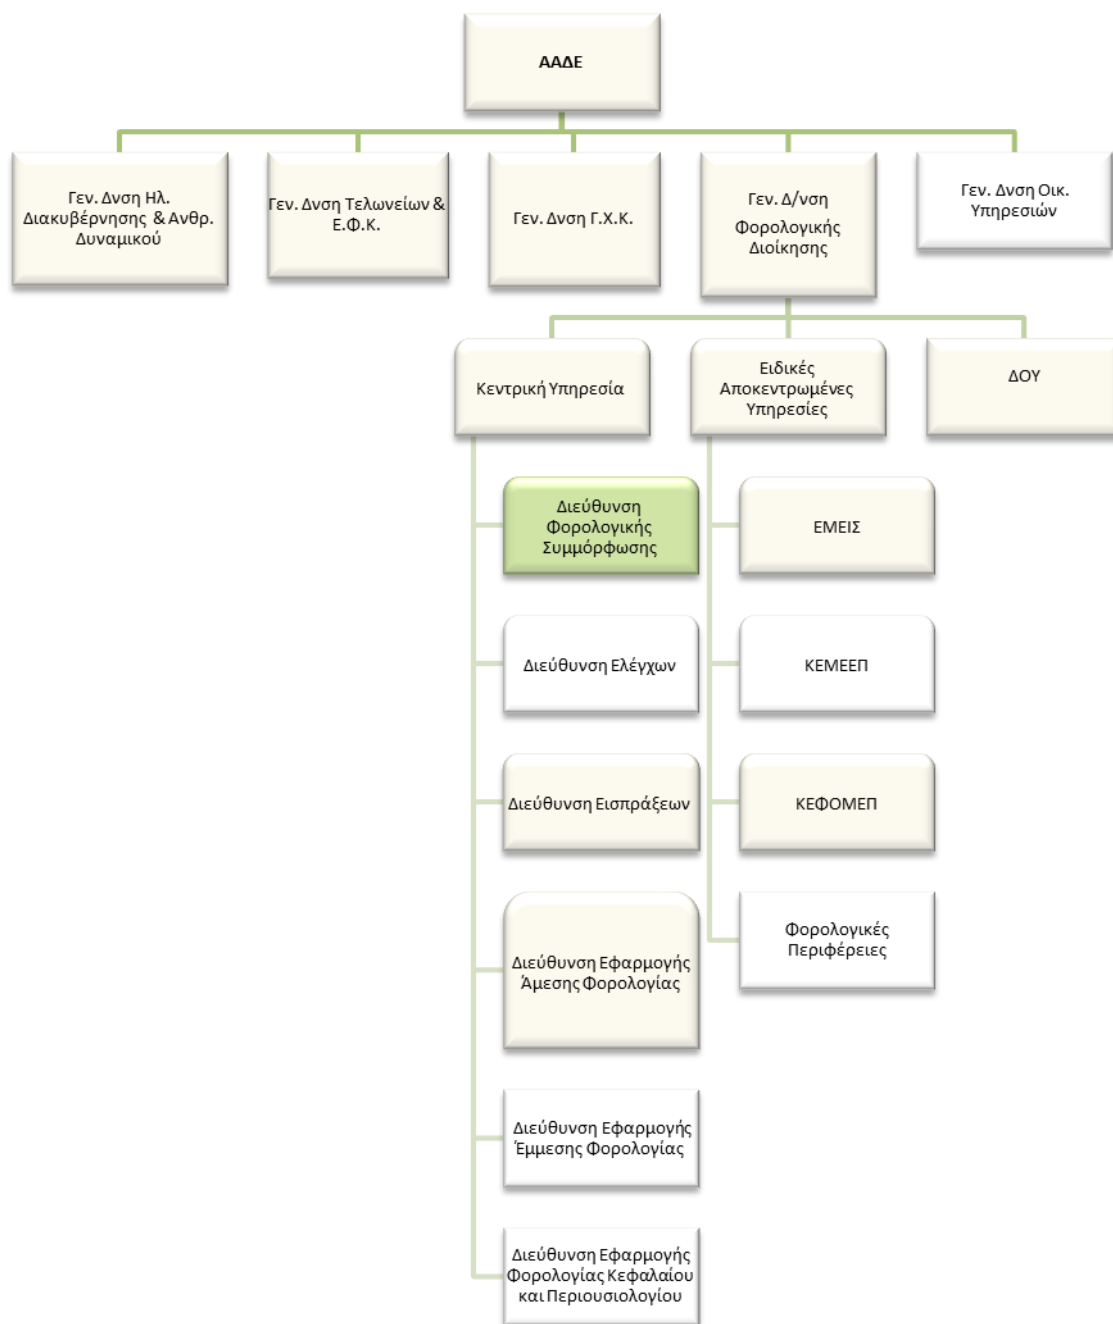 ΑΑΔΕ
Γεν. Δνση Ηλ.
Διακυβέρνησης & Ανθρ.
Δυναμικού
Γεν. Δνση Τελωνείων &
Ε.Φ.Κ.
Γεν. Δνση Γ.Χ.Κ.
Γεν. Δ/νση
Φορολογικής
Διοίκησης
Γεν. Δνση Οικ.
Υπηρεσιών
Κεντρική Υπηρεσία
Ειδικές
Αποκεντρωμένες
Υπηρεσίες
ΔΟΥ
Διεύθυνση
Φορολογικής
Συμμόρφωσης
Διεύθυνση Ελέγχων
Διεύθυνση Εισπράξεων
Διεύθυνση Εφαρμογής
Άμεσης Φορολογίας
Διεύθυνση Εφαρμογής
Έμμεσης Φορολογίας
Διεύθυνση Εφαρμογής
Φορολογίας Κεφαλαίου
και Περιουσιολογίου
ΕΜΕΙΣ
ΚΕΜΕΕΠ
ΚΕΦΟΜΕΠ
Φορολογικές
Περιφέρειες